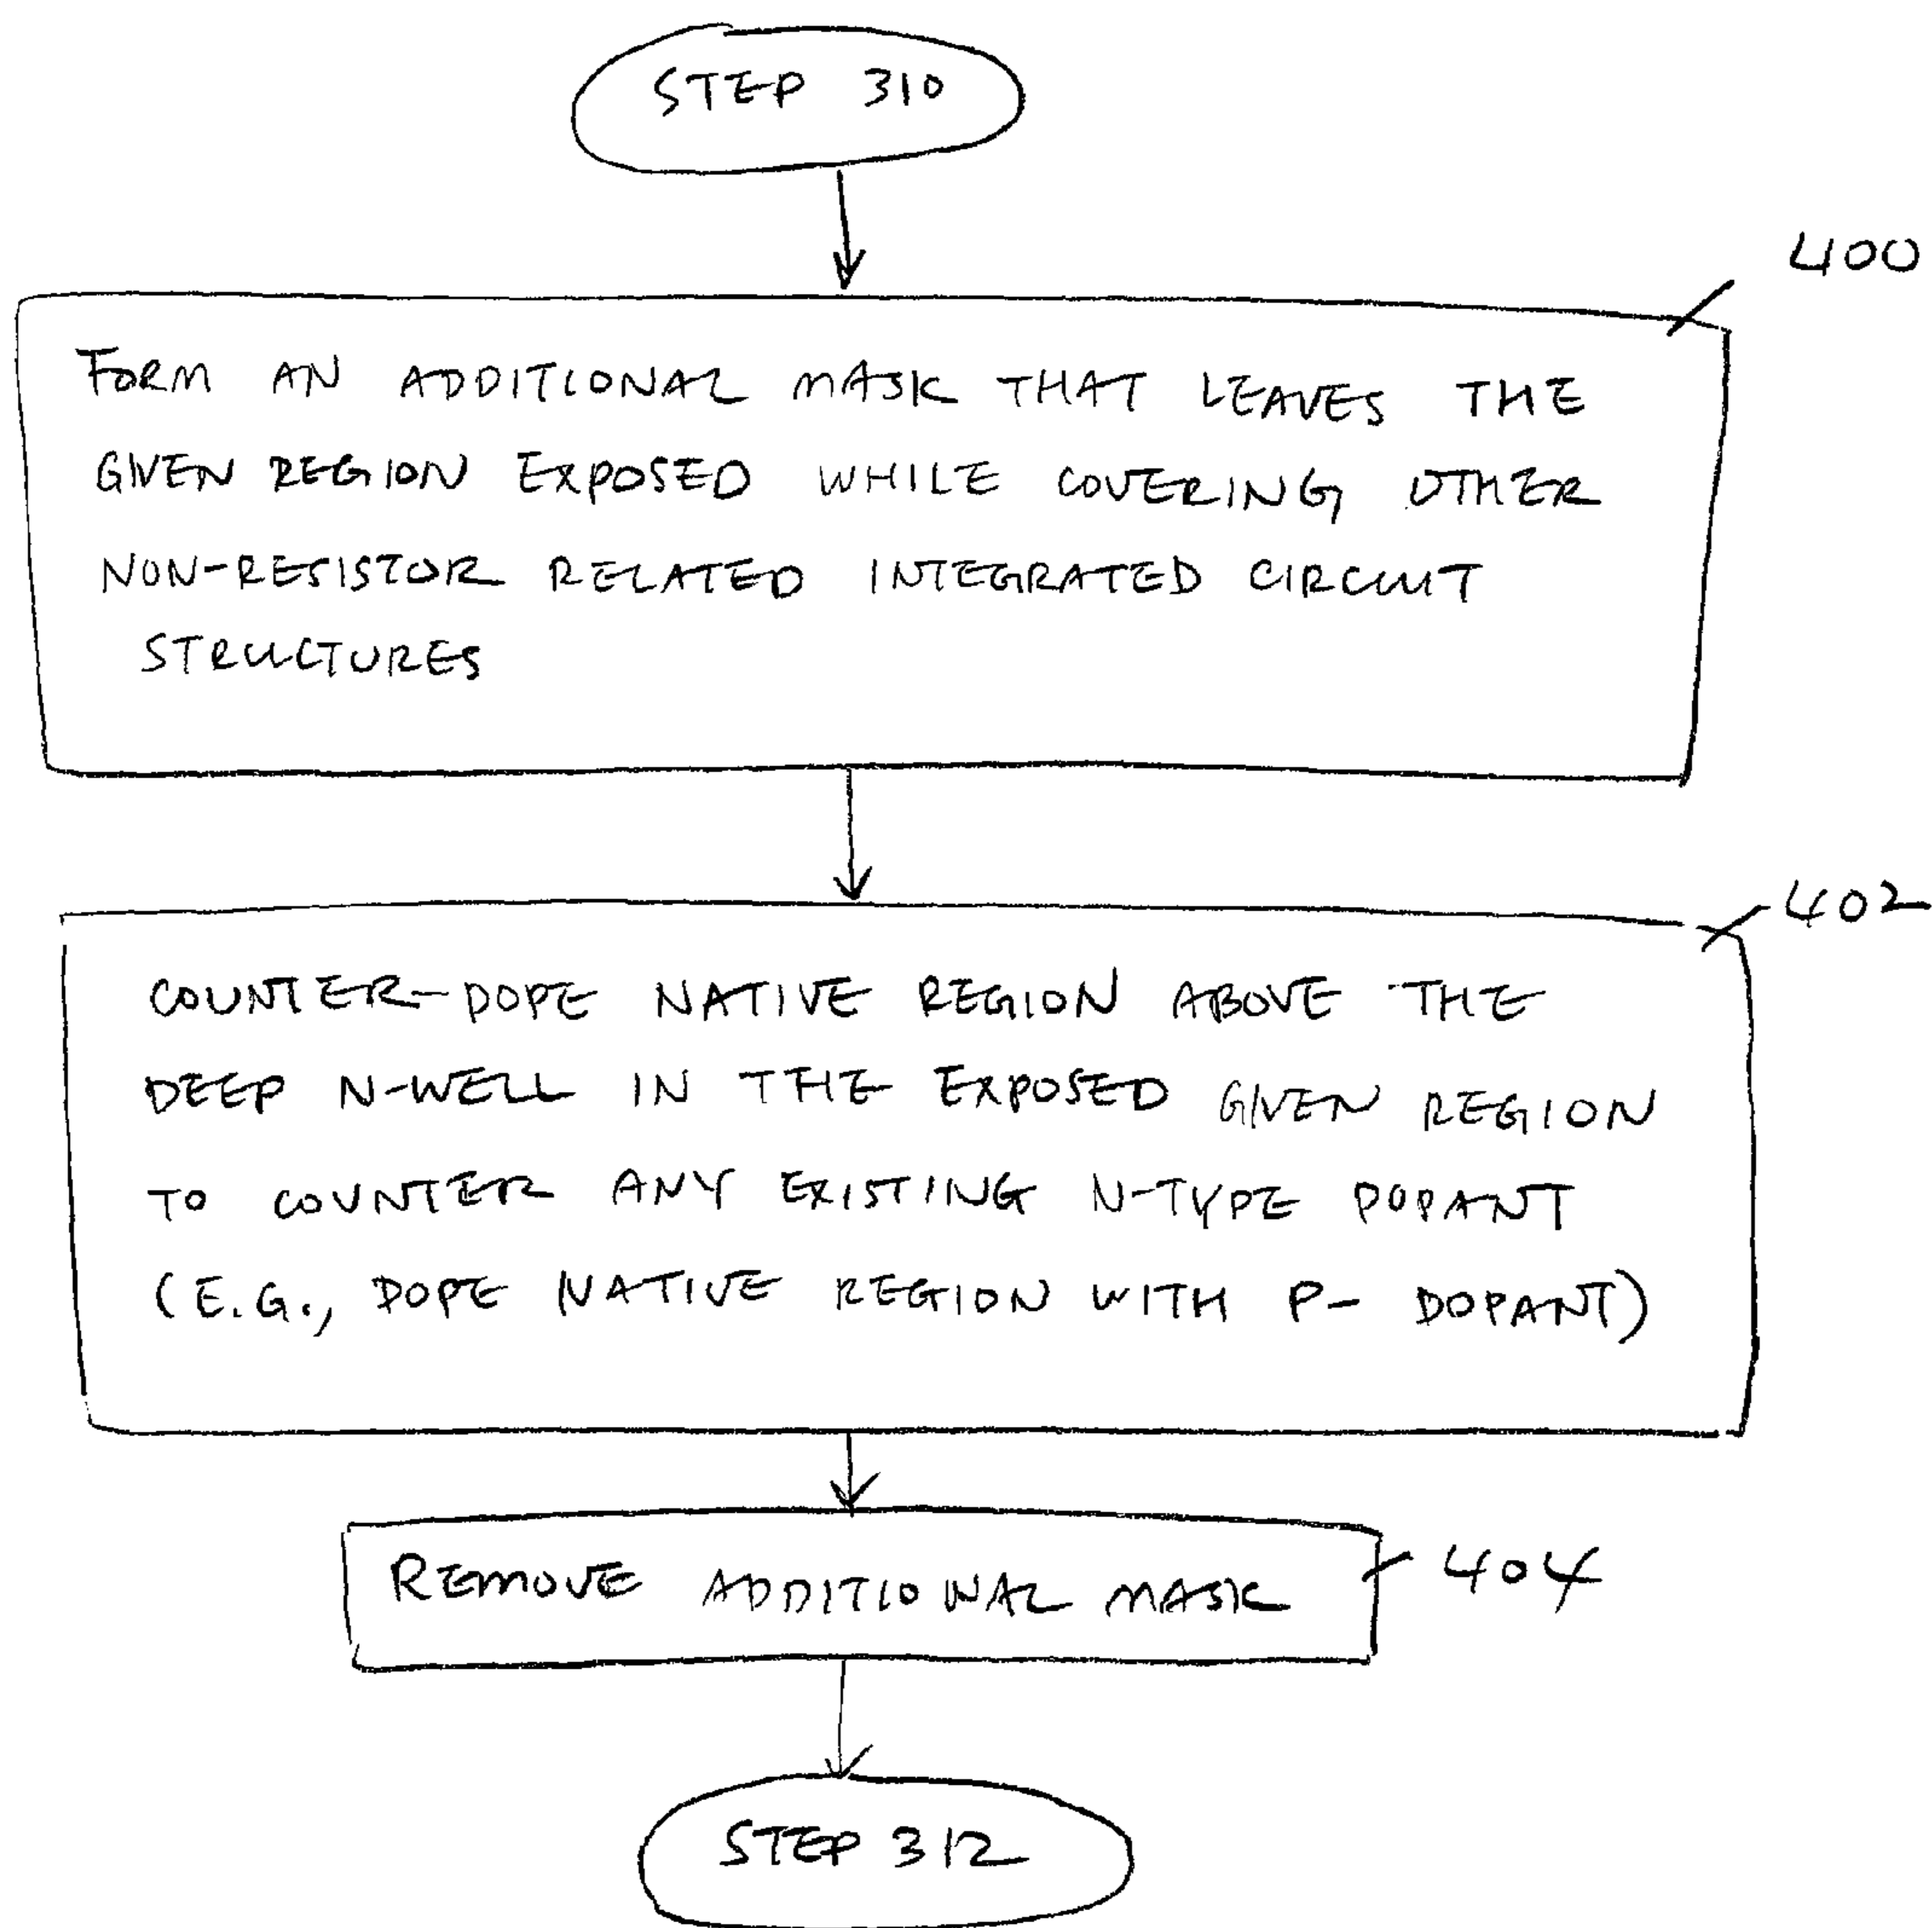 STEP 310
400
FORM AN ADDITIONAL MASK THAT LEAVES THE
GIVEN REGION EXPOSED WHILE COVERING OTHER
NON-RESISTOR RELATED INTEGRATED CIRCUIT
STRUCTURES
402
COUNTER-DOPE NATIVE REGION ABOVE THE
DEEP N-WELL IN THE EXPOSED GIVEN REGION
TO COUNTER ANY EXISTING N-TYPE DOPANT
(E.G., DOPE NATIVE REGION WITH P- DOPANT)
REMOVE ADDITIONAL MASK
404
STEP 312